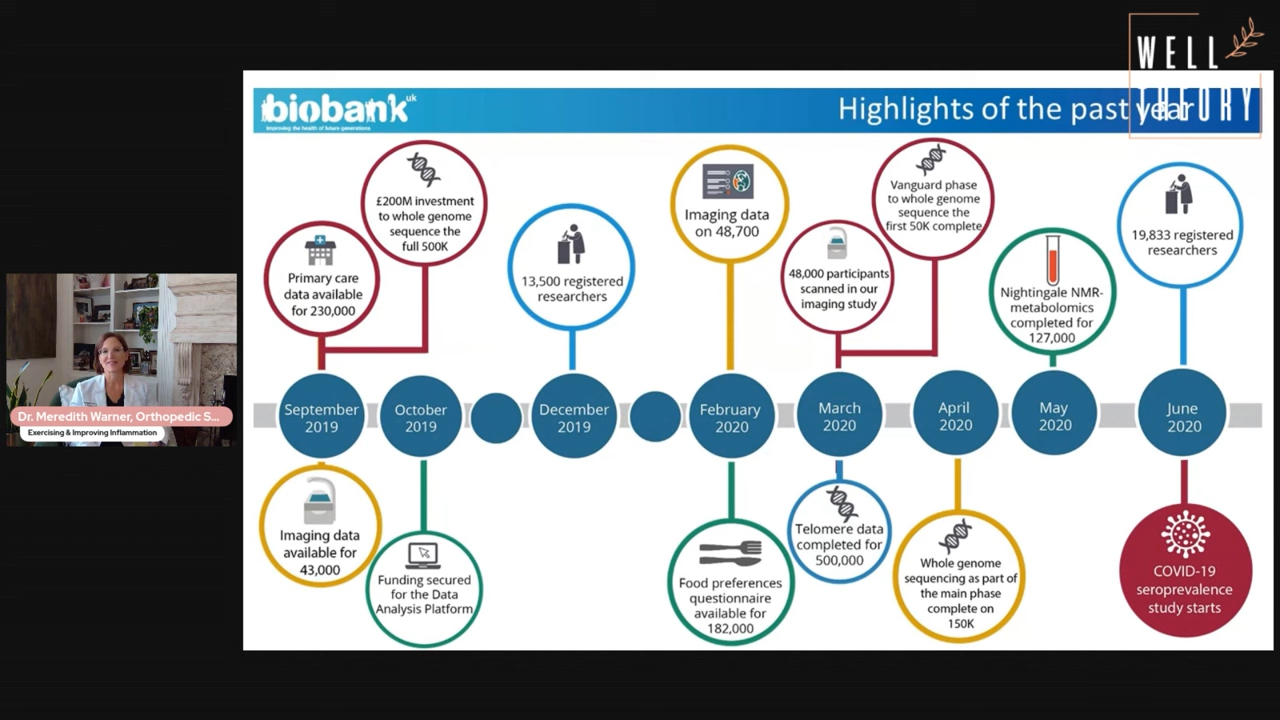 WELL
THEORY
biobank uk
Improving the health of future generations
Highlights of the past year
£200M investment
to whole genome
sequence the
full 500K
Primary care
data available
for 230,000
13,500 registered
researchers
Imaging data
on 48,700
48,000 participants
scanned in our
imaging study
Vanguard phase
to whole genome
sequence the
first 50K complete
Nightingale NMR-
metabolomics
completed for
127,000
19,833 registered
researchers
September
2019
October
2019
December
2019
February
2020
March
2020
April
2020
May
2020
June
2020
Imaging data
available for
43,000
Funding secured
for the Data
Analysis Platform
Food preferences
questionnaire
available for
182,000
Telomere data
completed for
500,000
Whole genome
sequencing as part of
the main phase
complete on
150K
COVID-19
seroprevalence
study starts
Dr. Meredith Warner, Orthopedic S...
Exercising & Improving Inflammation